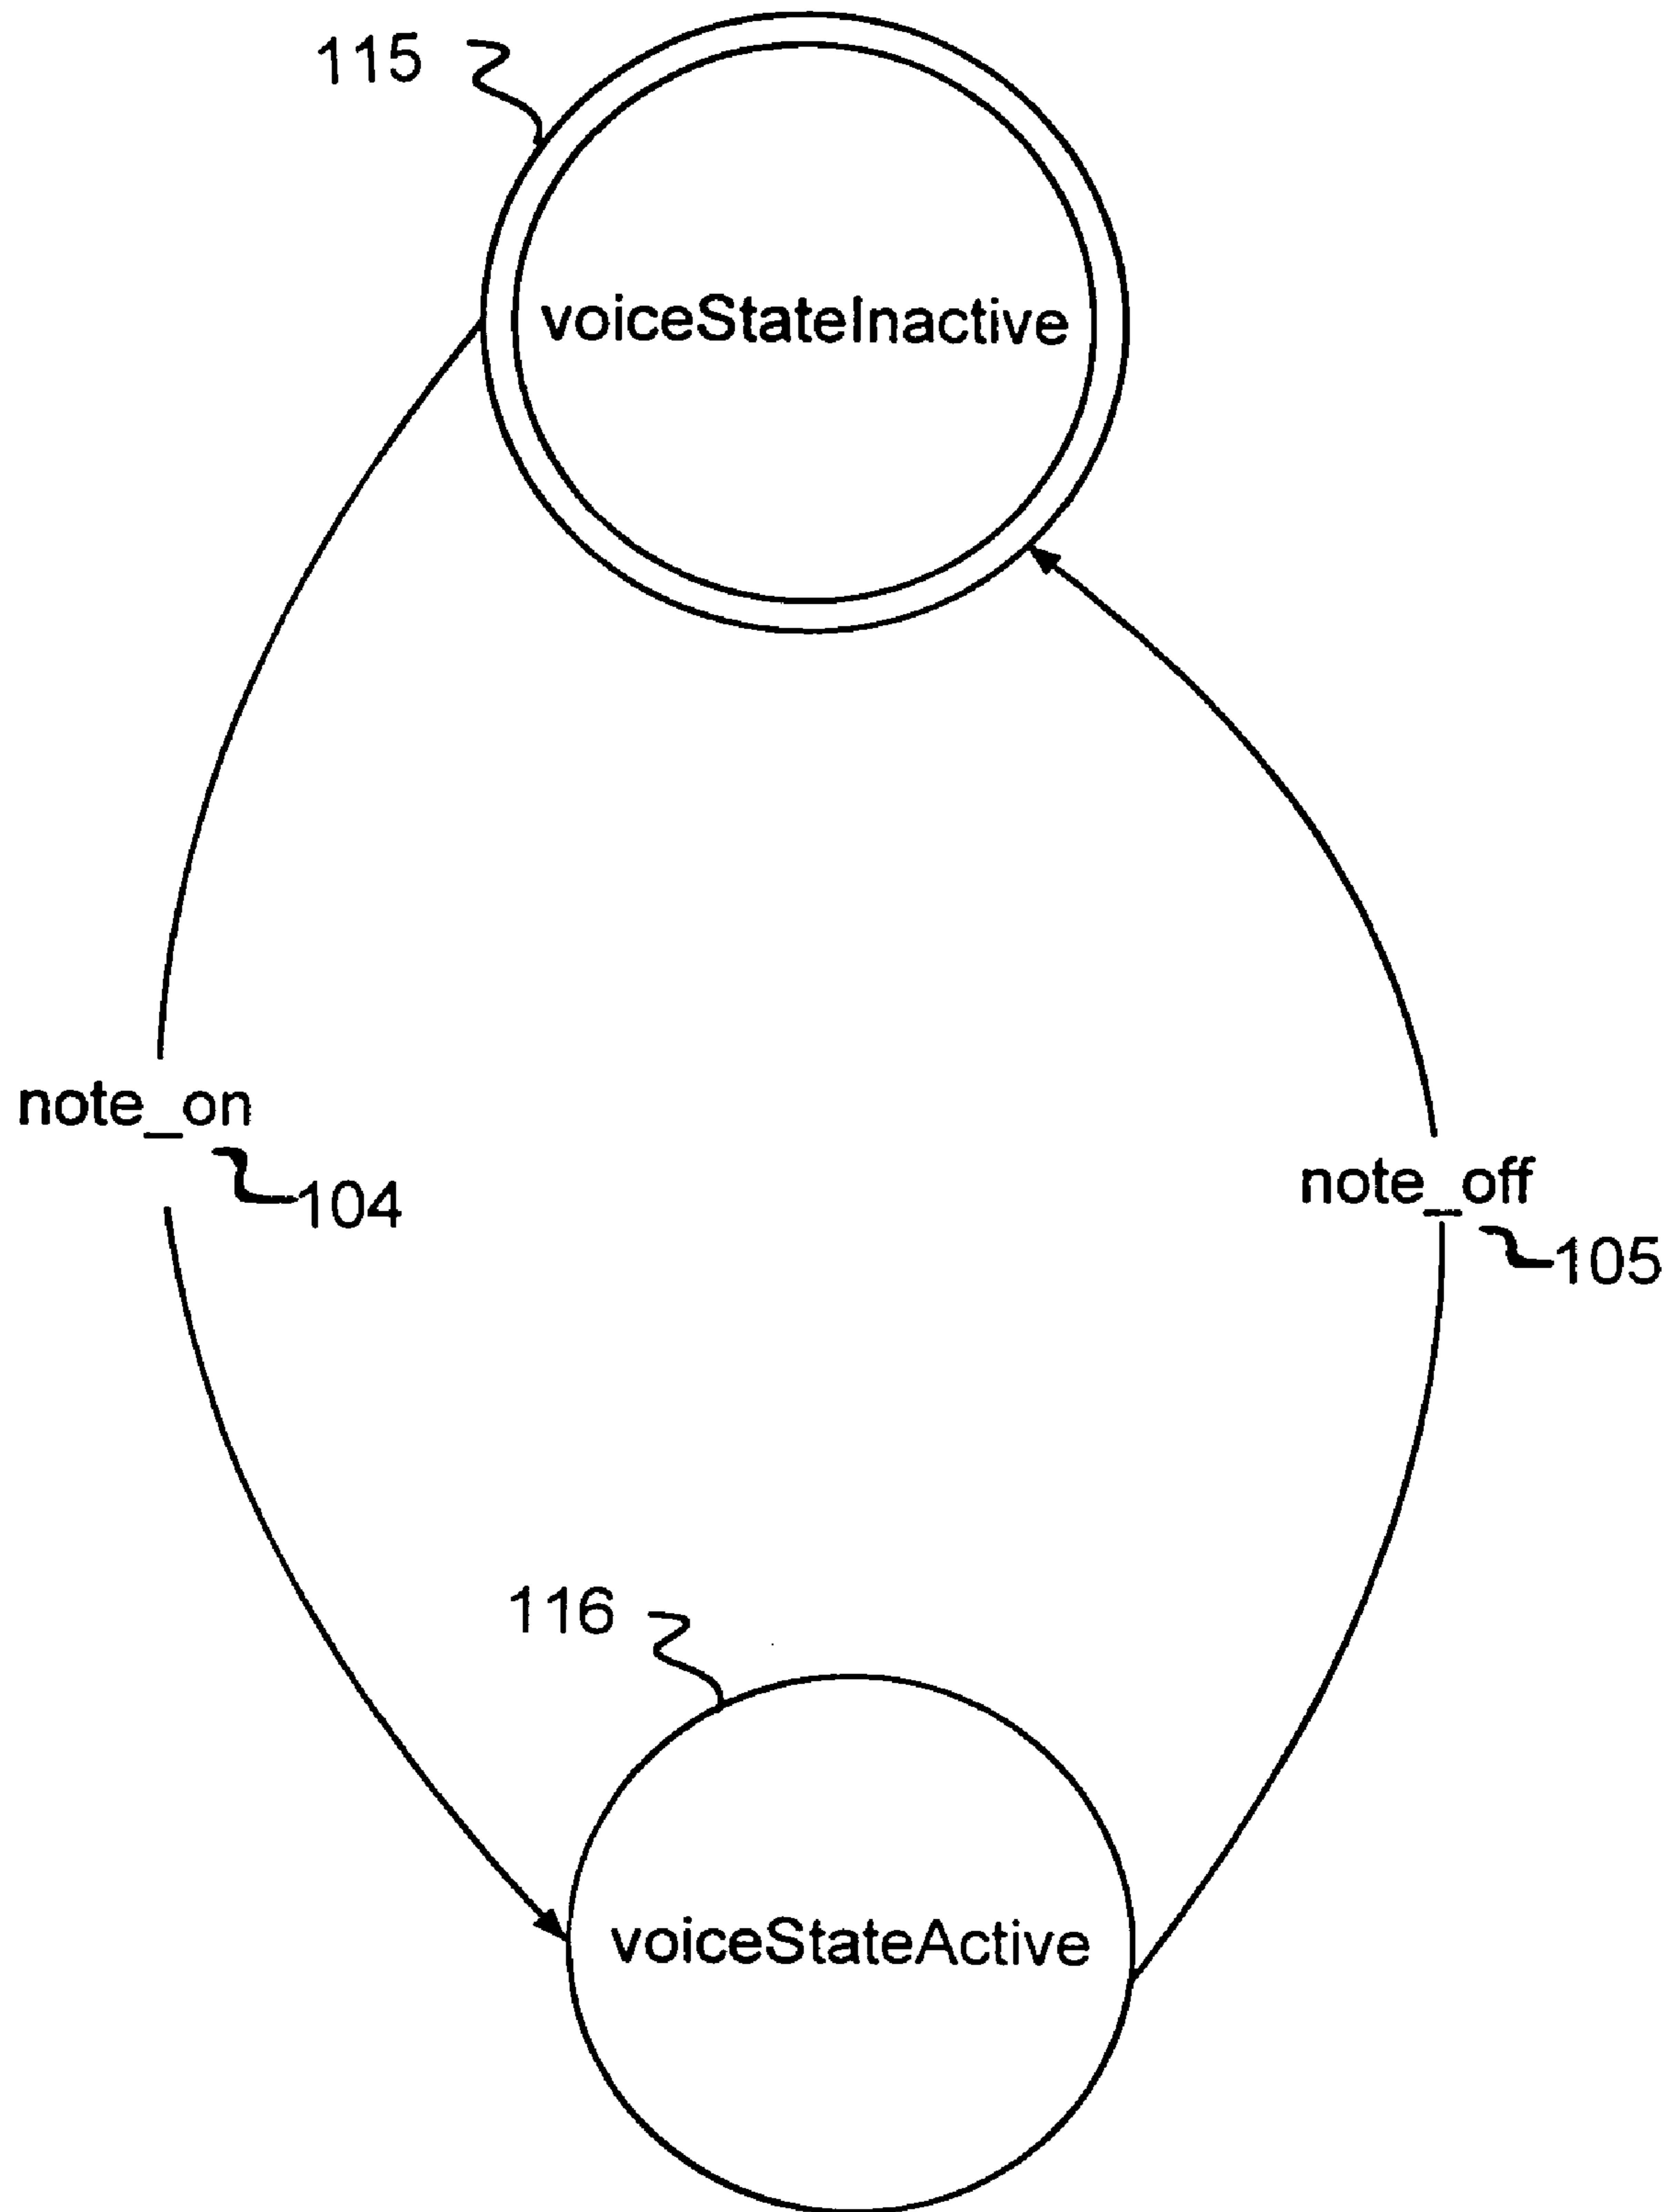 115
voiceStateInactive
note_on
104
note_off
105
116
voiceStateActive